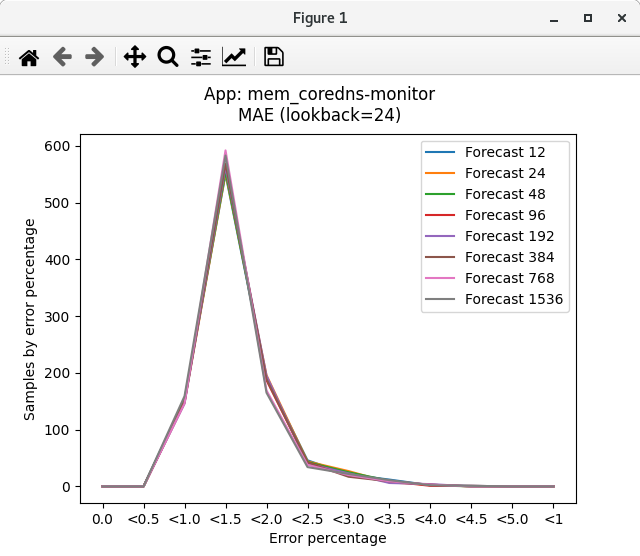 Figure 1
App: mem_coredns-monitor
MAE (lookback=24)
600
500
400
300
200
100
0
Samples by error percentage
Forecast 12
Forecast 24
Forecast 48
Forecast 96
Forecast 192
Forecast 384
Forecast 768
Forecast 1536
0.0 <0.5 <1.0 <1.5 <2.0 <2.5 <3.0 <3.5 <4.0 <4.5 <5.0 <1
Error percentage